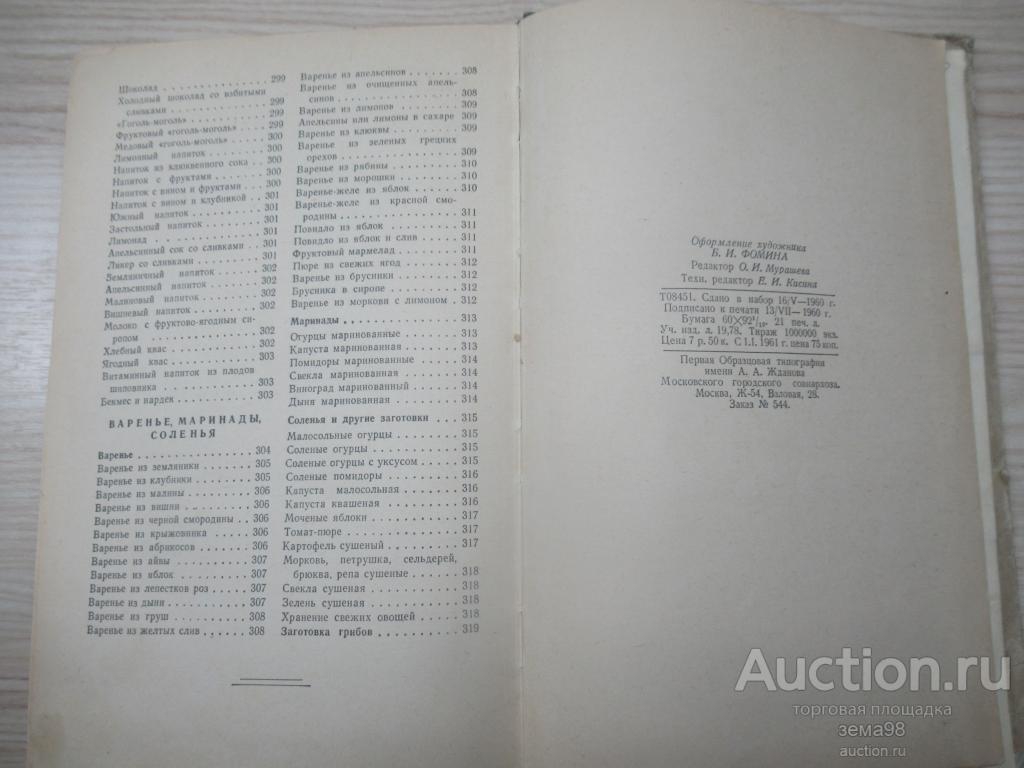 Шоколад . . . . . . . . . . . . . 299
Холодный шоколад со взбитыми
сливками . . . . . . . . . . . . 299
«Гоголь-моголь» . . . . . . . . . 299
Фруктовый «гоголь-моголь» . . . 299
Медовый «гоголь-моголь» . . . . 300
Лимонный напиток . . . . . . . . 300
Напиток из клюквенного сока . . 300
Напиток с фруктами . . . . . . . 300
Напиток с вином и фруктами . . . 300
Напиток с вином и клубникой . . 301
Южный напиток . . . . . . . . . 301
Застольный напиток . . . . . . . 301
Лимонад . . . . . . . . . . . . . 301
Апельсинный сок со сливками . . 301
Ликер со сливками . . . . . . . . 301
Земляничный напиток . . . . . . 302
Апельсинный напиток . . . . . . 302
Малиновый напиток . . . . . . . 302
Вишневый напиток . . . . . . . . 302
Молоко с фруктово-ягодным си-
ропом . . . . . . . . . . . . . . 302
Хлебный квас . . . . . . . . . . 302
Ягодный квас . . . . . . . . . . 303
Витаминный напиток из плодов
шиповника . . . . . . . . . . . . 303
Бекмес и нардек . . . . . . . . . 303
ВАРЕНЬЕ, МАРИНАДЫ,
СОЛЕНЬЯ
Варенье . . . . . . . . . . . . . 304
Варенье из земляники . . . . . . 305
Варенье из клубники . . . . . . . 305
Варенье из малины . . . . . . . . 306
Варенье из вишни . . . . . . . . 306
Варенье из черной смородины . . 306
Варенье из крыжовника . . . . . 306
Варенье из абрикосов . . . . . . 306
Варенье из айвы . . . . . . . . . 307
Варенье из яблок . . . . . . . . 307
Варенье из лепестков роз . . . . 307
Варенье из дыни . . . . . . . . . 307
Варенье из груш . . . . . . . . . 308
Варенье из желтых слив . . . . . 308
Варенье из апельсинов . . . . . . 308
Варенье из очищенных апель-
синов . . . . . . . . . . . . . . 308
Варенье из лимонов . . . . . . . 309
Апельсины или лимоны в сахаре 309
Варенье из клюквы . . . . . . . . 309
Варенье из зеленых грецких
орехов . . . . . . . . . . . . . . 309
Варенье из рябины . . . . . . . . 310
Варенье из морошки . . . . . . . 310
Варенье-желе из яблок . . . . . . 310
Варенье-желе из красной смо-
родины . . . . . . . . . . . . . . 311
Повидло из яблок . . . . . . . . 311
Повидло из яблок и слив . . . . . 311
Фруктовый мармелад . . . . . . . 311
Пюре из свежих ягод . . . . . . . 312
Варенье из брусники . . . . . . . 312
Брусника в сиропе . . . . . . . . 312
Варенье из моркови с лимоном . . 312
Маринады . . . . . . . . . . . . 313
Огурцы маринованные . . . . . . 314
Капуста маринованная . . . . . . 314
Помидоры маринованные . . . . . 314
Свекла маринованная . . . . . . . 314
Виноград маринованный . . . . . 314
Дыня маринованная . . . . . . . 314
Соленья и другие заготовки . . . 315
Малосольные огурцы . . . . . . . 315
Соленые огурцы . . . . . . . . . 315
Соленые огурцы с уксусом . . . . 315
Соленые помидоры . . . . . . . . 316
Капуста малосольная . . . . . . . 316
Капуста квашеная . . . . . . . . 316
Моченые яблоки . . . . . . . . . 317
Томат-пюре . . . . . . . . . . . . 317
Картофель сушеный . . . . . . . 317
Морковь, петрушка, сельдерей,
брюква, репа сушеные . . . . . . 318
Свекла сушеная . . . . . . . . . 318
Зелень сушеная . . . . . . . . . 318
Хранение свежих овощей . . . . . 318
Заготовка грибов . . . . . . . . . 319
Оформление художника
Б. И. ФОМИНА
Редактор О. И. Мурашева
Техн. редактор Е. И. Кисина
Т08451. Сдано в набор 16/V—1960 г.
Подписано к печати 13/VII—1960 г.
Бумага 60×92¹/₁₆, 21 печ. л.
Уч. изд. л. 19,78. Тираж 1000000 экз.
Цена 7 р. 50 к. С 1.I. 1961 г. цена 75 коп.
Первая Образцовая типография
имени А. А. Жданова
Московского городского совнархоза.
Москва, Ж-54, Валовая, 28.
Заказ № 544.
Auction.ru
торговая площадка
зема98
auction.ru